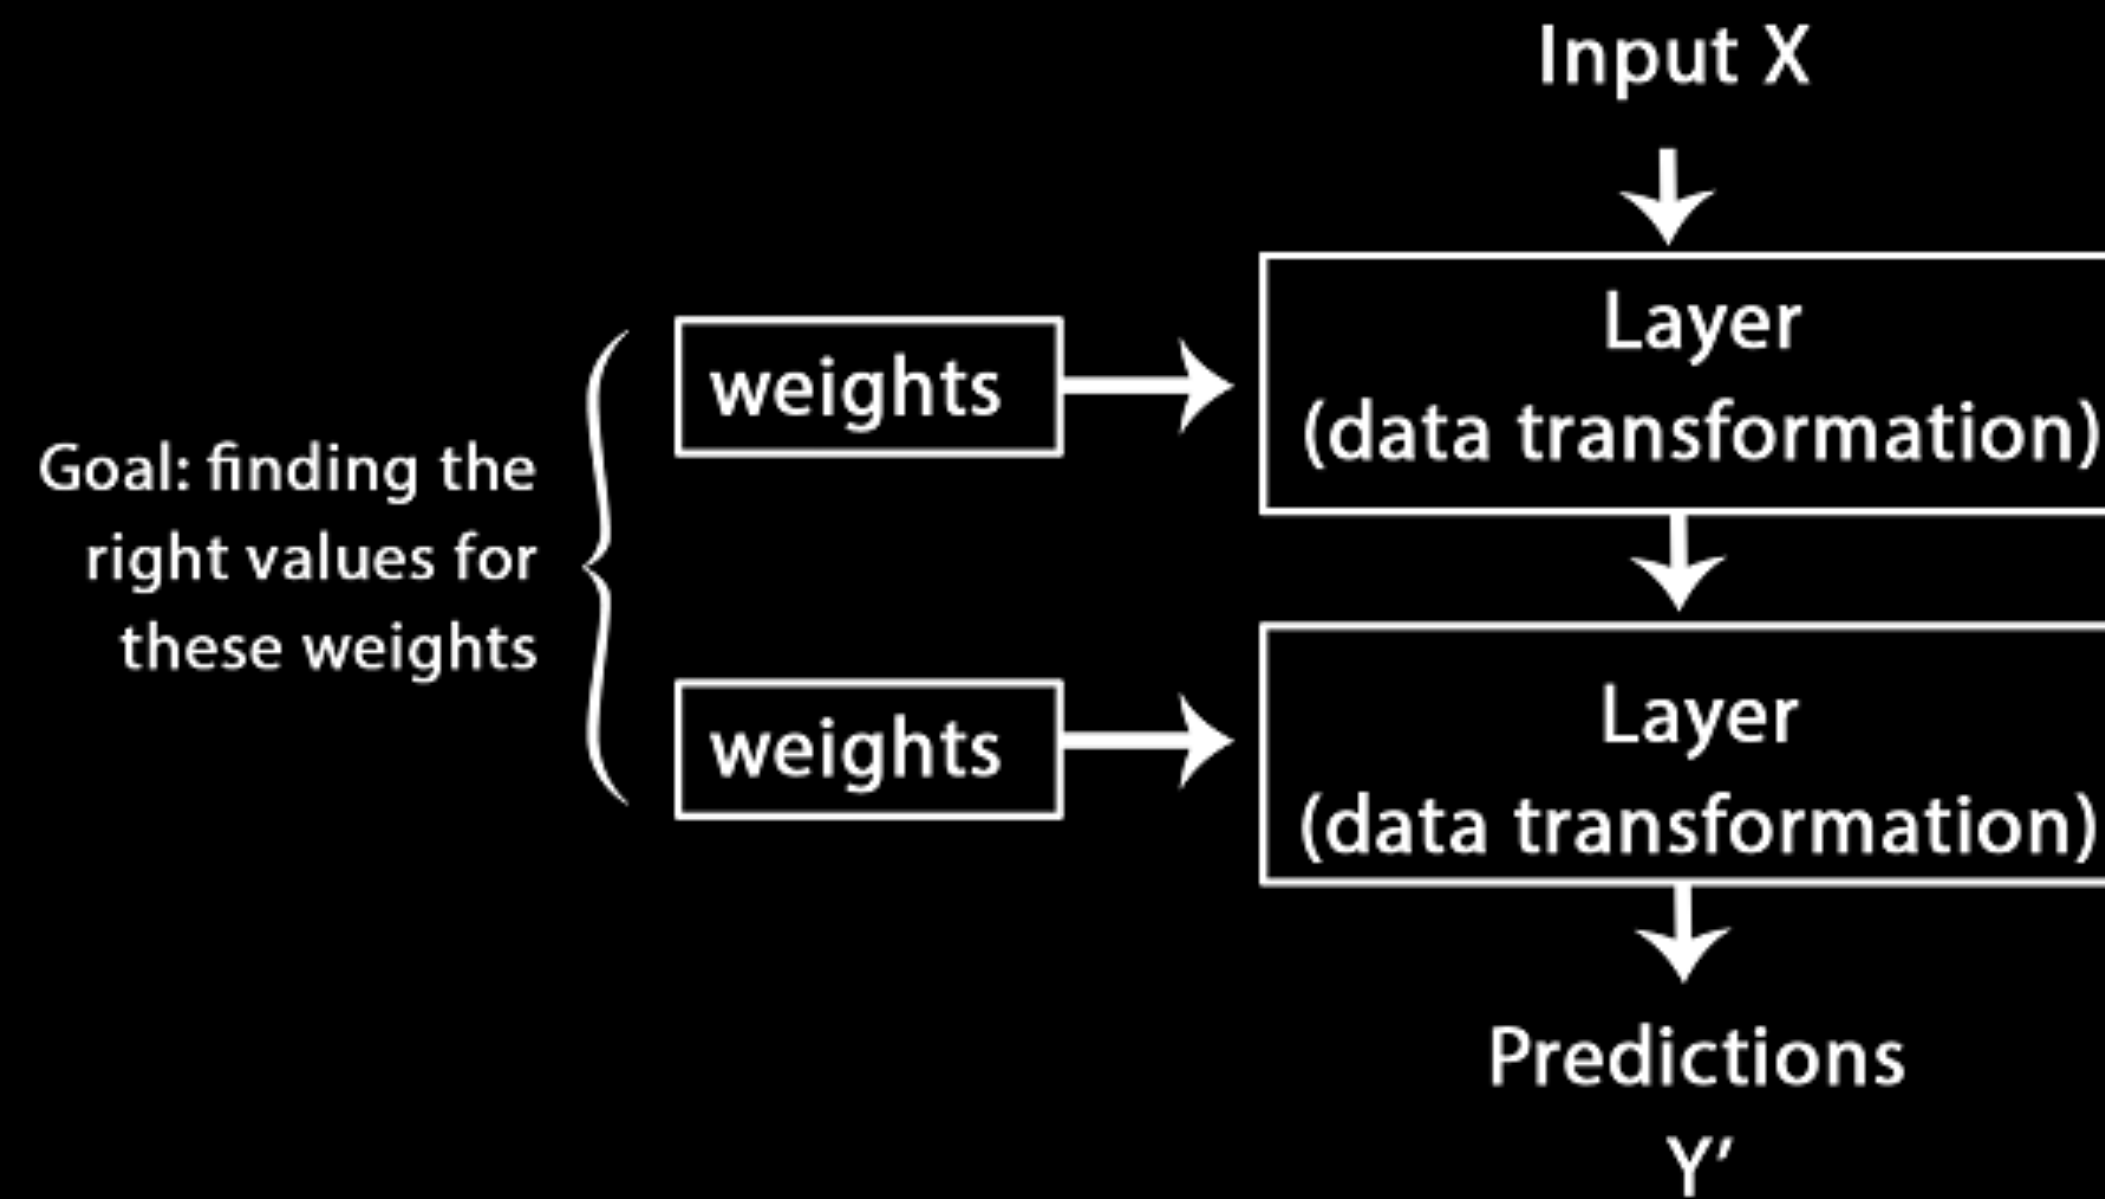 Input X
Layer
(data transformation)
weights
Goal: finding the
right values for
these weights
weights
Layer
(data transformation)
Predictions
Y’